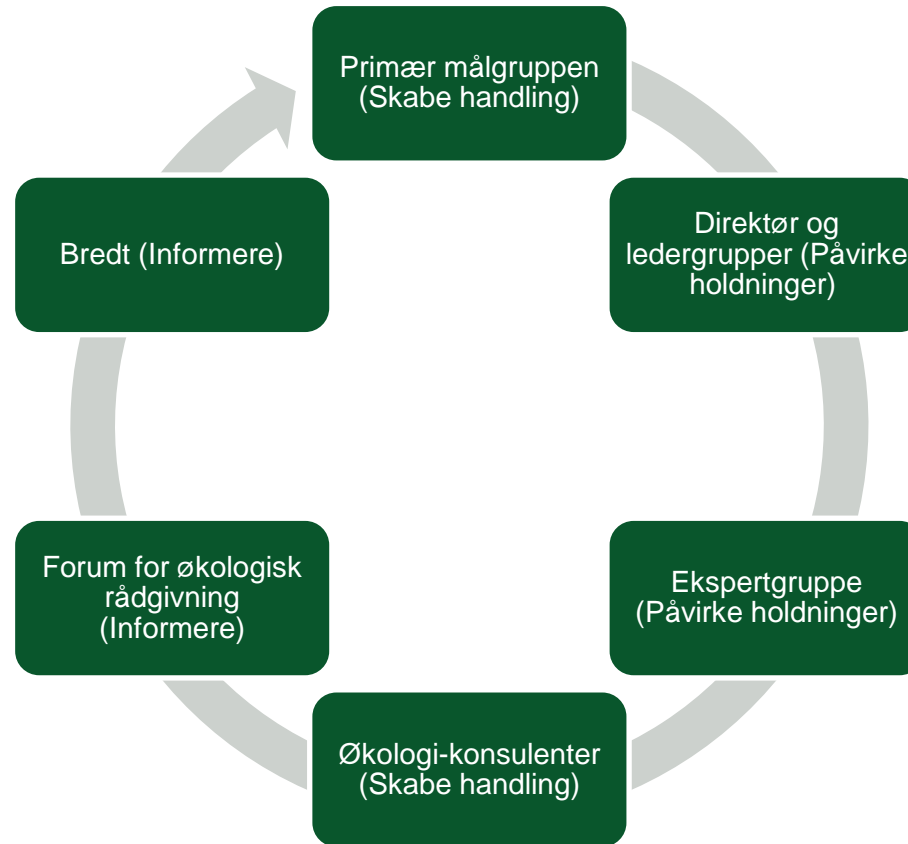 Primær målgruppen
(Skabe handling)
Direktør og
ledergrupper (Påvirke
holdninger)
Ekspertgruppe
(Påvirke holdninger)
Økologi-konsulenter
(Skabe handling)
Forum for økologisk
rådgivning
(Informere)
Bredt (Informere)